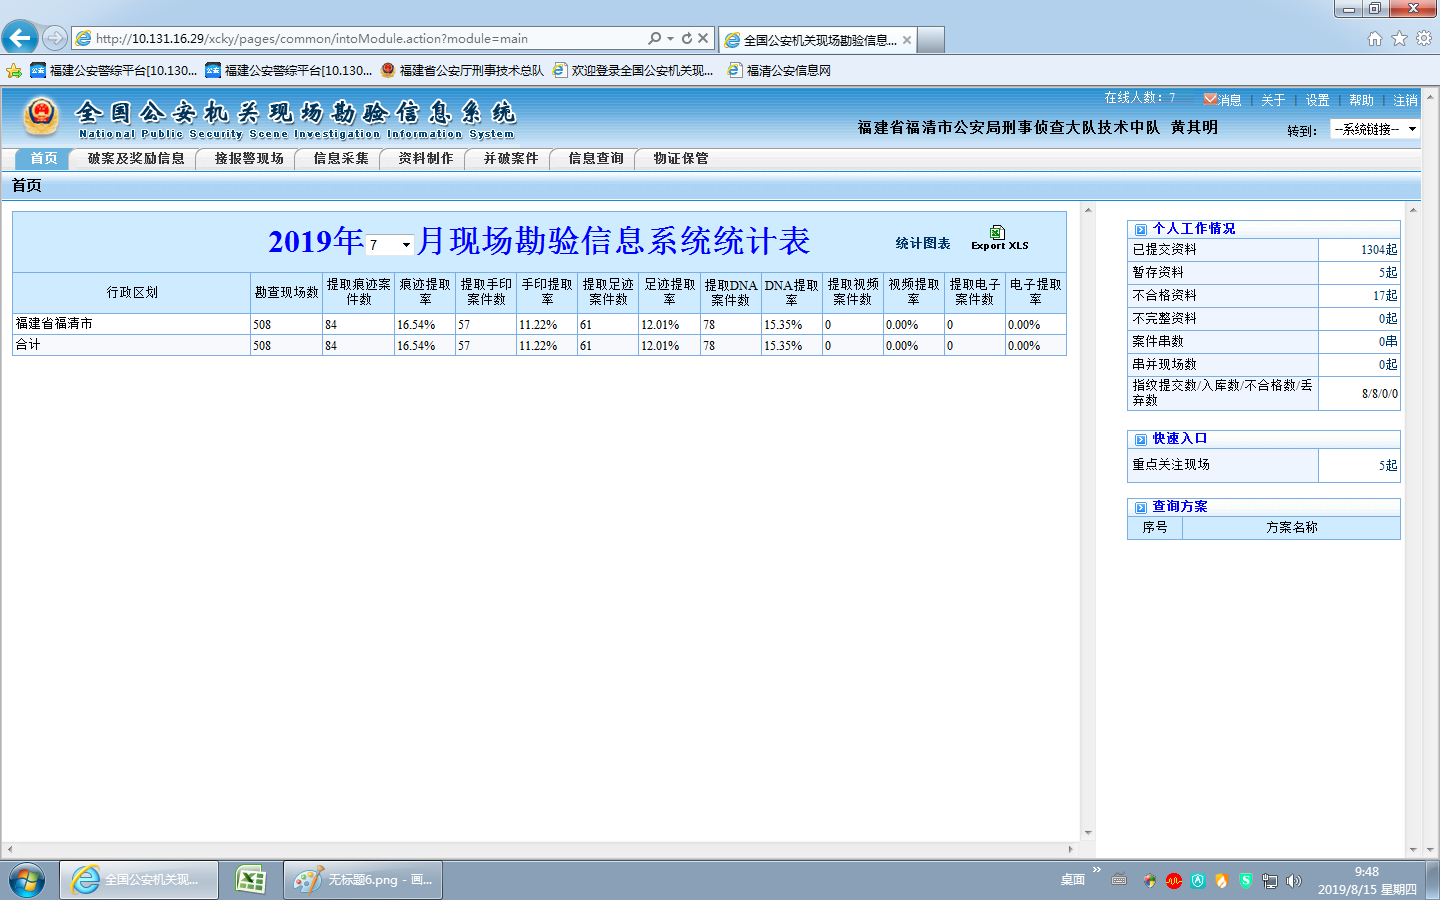 http://10.131.16.29/xcky/pages/common/intoModule.action?module=main
全国公安机关现场勘验信息...
福建公安警综平台[10.130... 福建公安警综平台[10.130... 福建省公安厅刑事技术总队 欢迎登录全国公安机关现... 福清公安信息网
全国公安机关现场勘验信息系统
National Public Security Scene Investigation Information System
在线人数：7 消息 | 关于 | 设置 | 帮助 | 注销
福建省福清市公安局刑事侦查大队技术中队 黄其明
转到： --系统链接--
首页 破案及奖励信息 接报警现场 信息采集 资料制作 并破案件 信息查询 物证保管
首页
2019年 7 月现场勘验信息系统统计表
统计图表 Export XLS
行政区划 勘查现场数 提取痕迹案件数 痕迹提取率 提取手印案件数 手印提取率 提取足迹案件数 足迹提取率 提取DNA案件数 DNA提取率 提取视频案件数 视频提取率 提取电子案件数 电子提取率
福建省福清市 508 84 16.54% 57 11.22% 61 12.01% 78 15.35% 0 0.00% 0 0.00%
合计 508 84 16.54% 57 11.22% 61 12.01% 78 15.35% 0 0.00% 0 0.00%
个人工作情况
已提交资料 1304起
暂存资料 5起
不合格资料 17起
不完整资料 0起
案件串数 0串
串并现场数 0起
指纹提交数/入库数/不合格数/丢弃数 8/8/0/0
快速入口
重点关注现场 5起
查询方案
序号 方案名称
全国公安机关现... 无标题6.png - 画...
桌面 »
9:48
2019/8/15 星期四